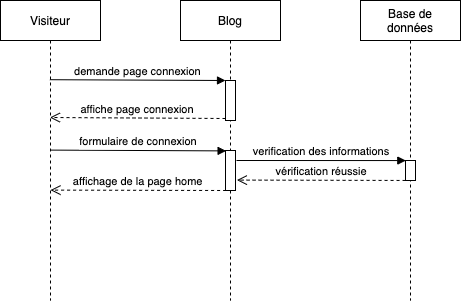 Visiteur
Blog
Base de
données
demande page connexion
affiche page connexion
formulaire de connexion
verification des informations
vérification réussie
affichage de la page home